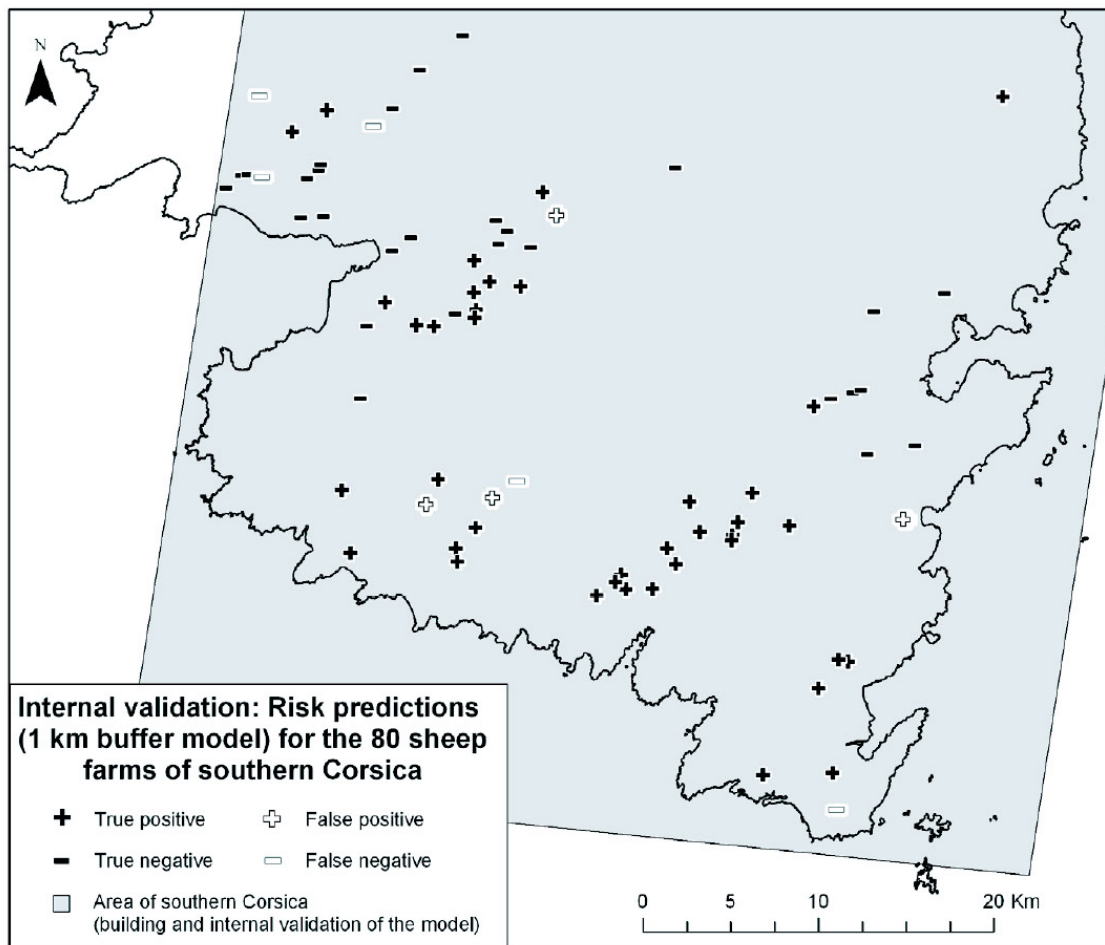 N
Internal validation: Risk predictions
(1 km buffer model) for the 80 sheep
farms of southern Corsica
True positive
False positive
True negative
False negative
Area of southern Corsica
(building and internal validation of the model)
0 5 10 20 Km